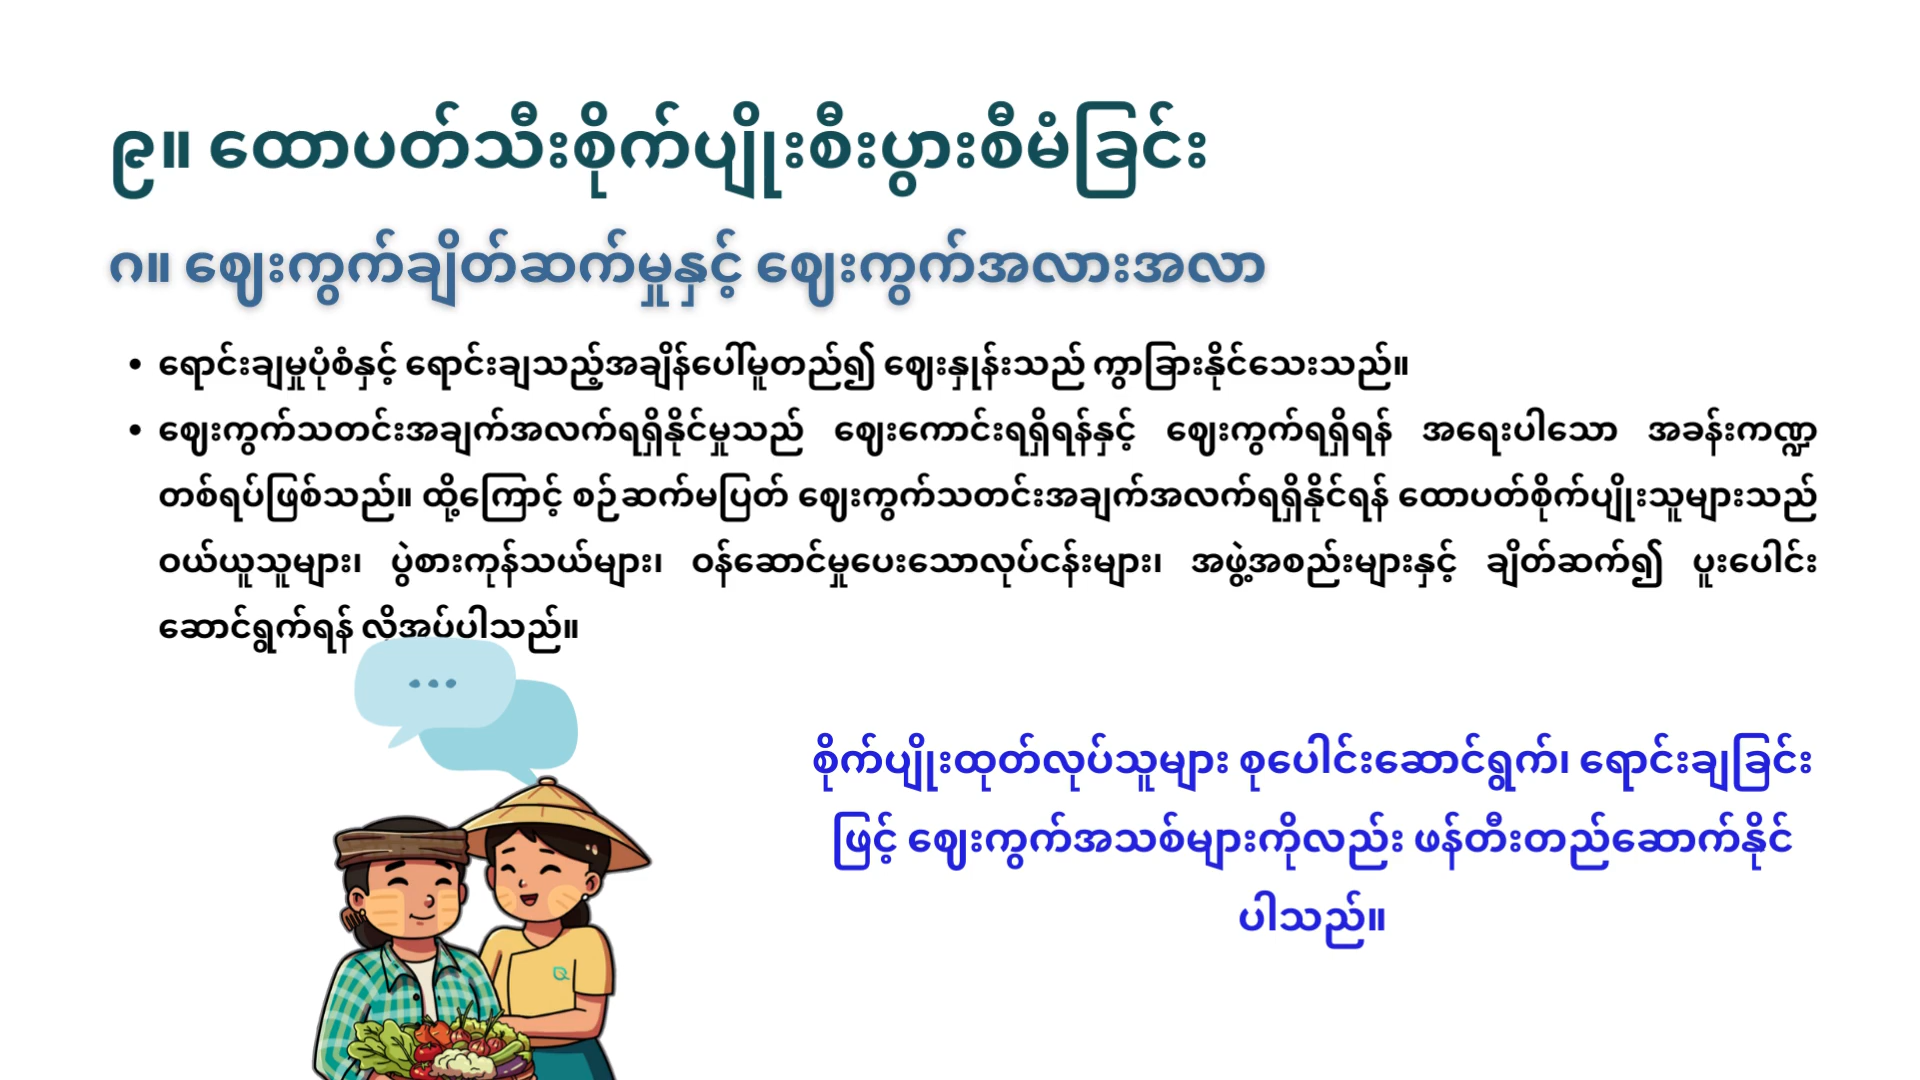 ၉။ ထောပတ်သီးစိုက်ပျိုးစီးပွားစီမံခြင်း
ဂ။ ဈေးကွက်ချိတ်ဆက်မှုနှင့် ဈေးကွက်အလားအလာ
• ရောင်းချမှုပုံစံနှင့် ရောင်းချသည့်အချိန်ပေါ်မူတည်၍ ဈေးနှုန်းသည် ကွာခြားနိုင်သေးသည်။
• ဈေးကွက်သတင်းအချက်အလက်ရရှိနိုင်မှုသည် ဈေးကောင်းရရှိရန်နှင့် ဈေးကွက်ရရှိရန် အရေးပါသော အခန်းကဏ္ဍ
တစ်ရပ်ဖြစ်သည်။ ထို့ကြောင့် စဉ်ဆက်မပြတ် ဈေးကွက်သတင်းအချက်အလက်ရရှိနိုင်ရန် ထောပတ်စိုက်ပျိုးသူများသည်
ဝယ်ယူသူများ၊ ပွဲစားကုန်သယ်များ၊ ဝန်ဆောင်မှုပေးသောလုပ်ငန်းများ၊ အဖွဲ့အစည်းများနှင့် ချိတ်ဆက်၍ ပူးပေါင်း
ဆောင်ရွက်ရန် လိုအပ်ပါသည်။
စိုက်ပျိုးထုတ်လုပ်သူများ စုပေါင်းဆောင်ရွက်၊ ရောင်းချခြင်း
ဖြင့် ဈေးကွက်အသစ်များကိုလည်း ဖန်တီးတည်ဆောက်နိုင်
ပါသည်။